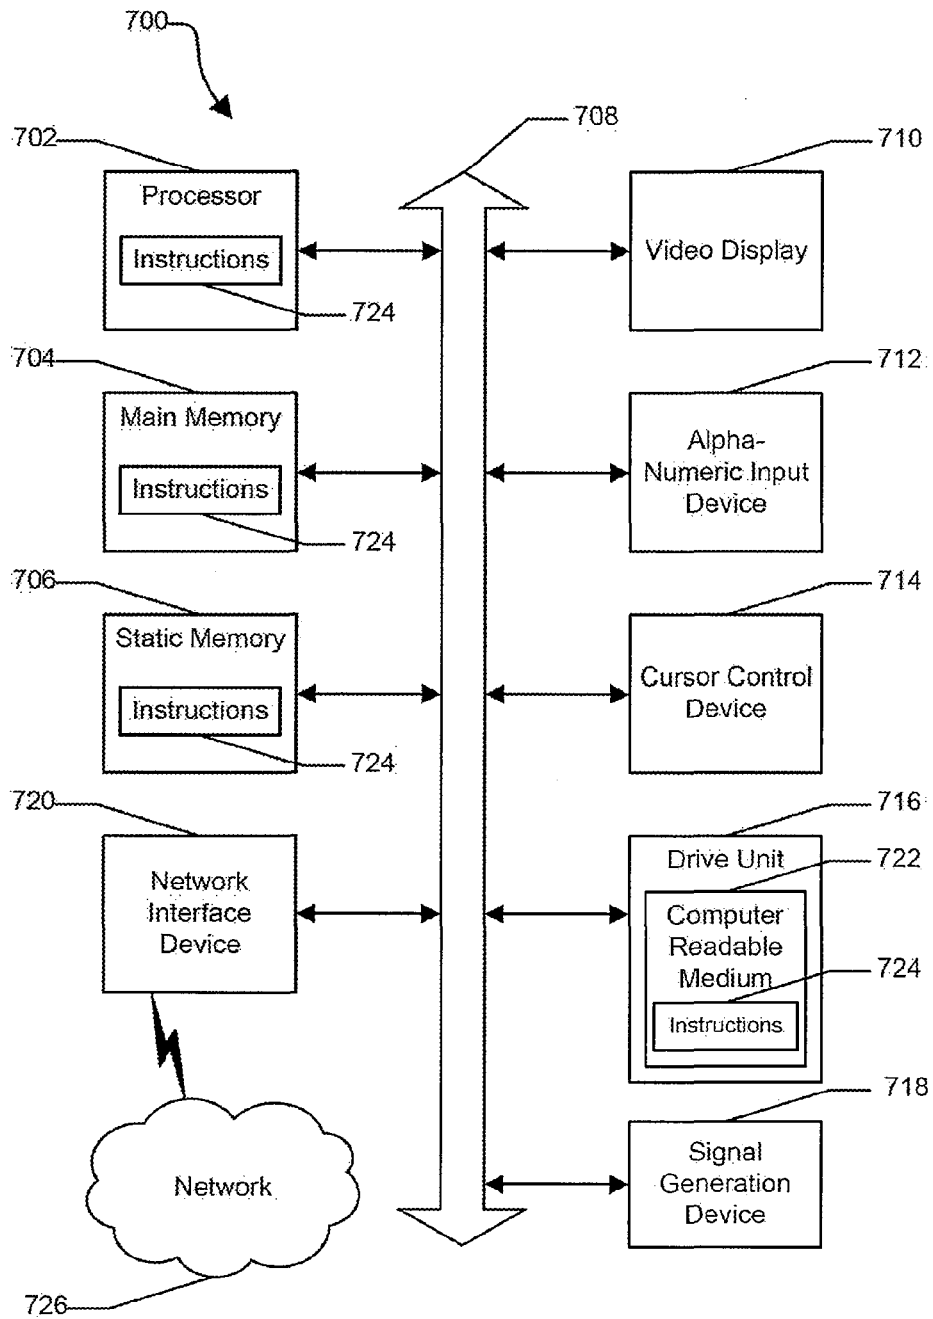 700
708
702
710
Processor
Instructions
724
Video Display
704
712
Main Memory
Instructions
724
Alpha-
Numeric Input
Device
706
714
Static Memory
Instructions
724
Cursor Control
Device
720
716
Network
Interface
Device
Drive Unit
722
Computer
Readable
Medium
724
Instructions
718
Signal
Generation
Device
Network
726